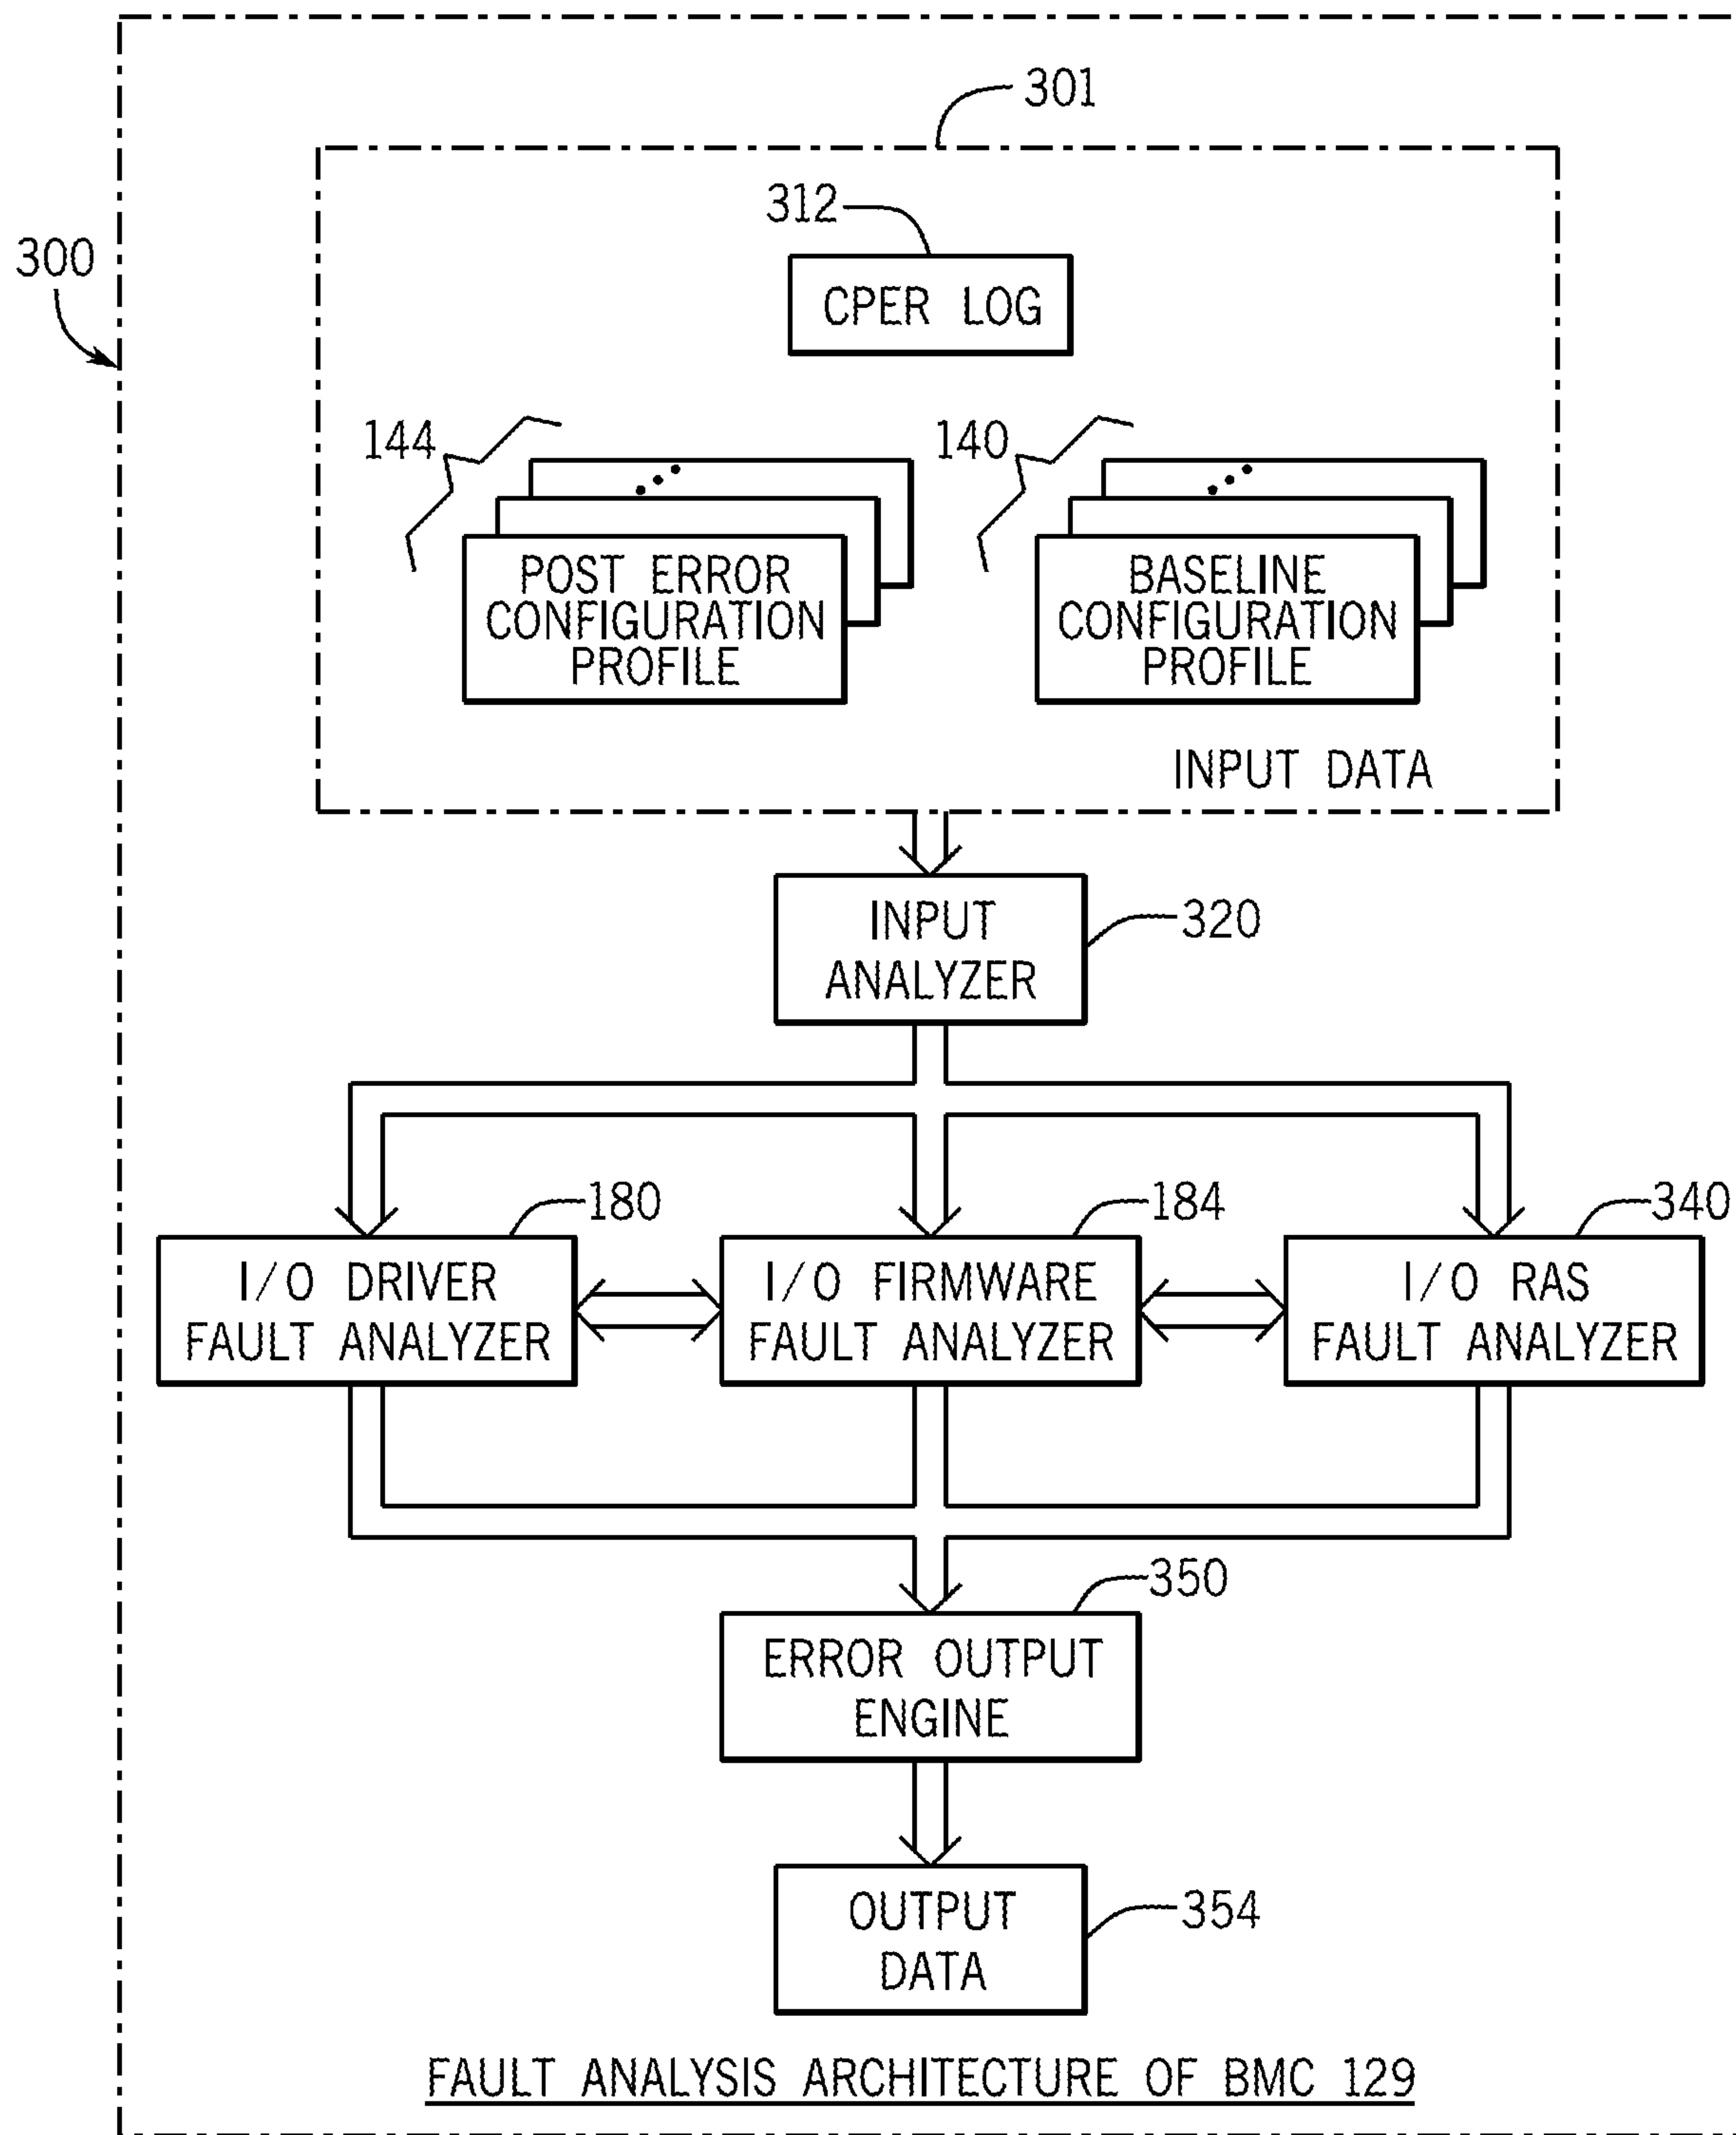 301
312
300
CPER LOG
144
140
POST ERROR
CONFIGURATION
PROFILE
BASELINE
CONFIGURATION
PROFILE
INPUT DATA
INPUT
ANALYZER
320
180
184
340
I/O DRIVER
FAULT ANALYZER
I/O FIRMWARE
FAULT ANALYZER
I/O RAS
FAULT ANALYZER
350
ERROR OUTPUT
ENGINE
OUTPUT
DATA
354
FAULT ANALYSIS ARCHITECTURE OF BMC 129